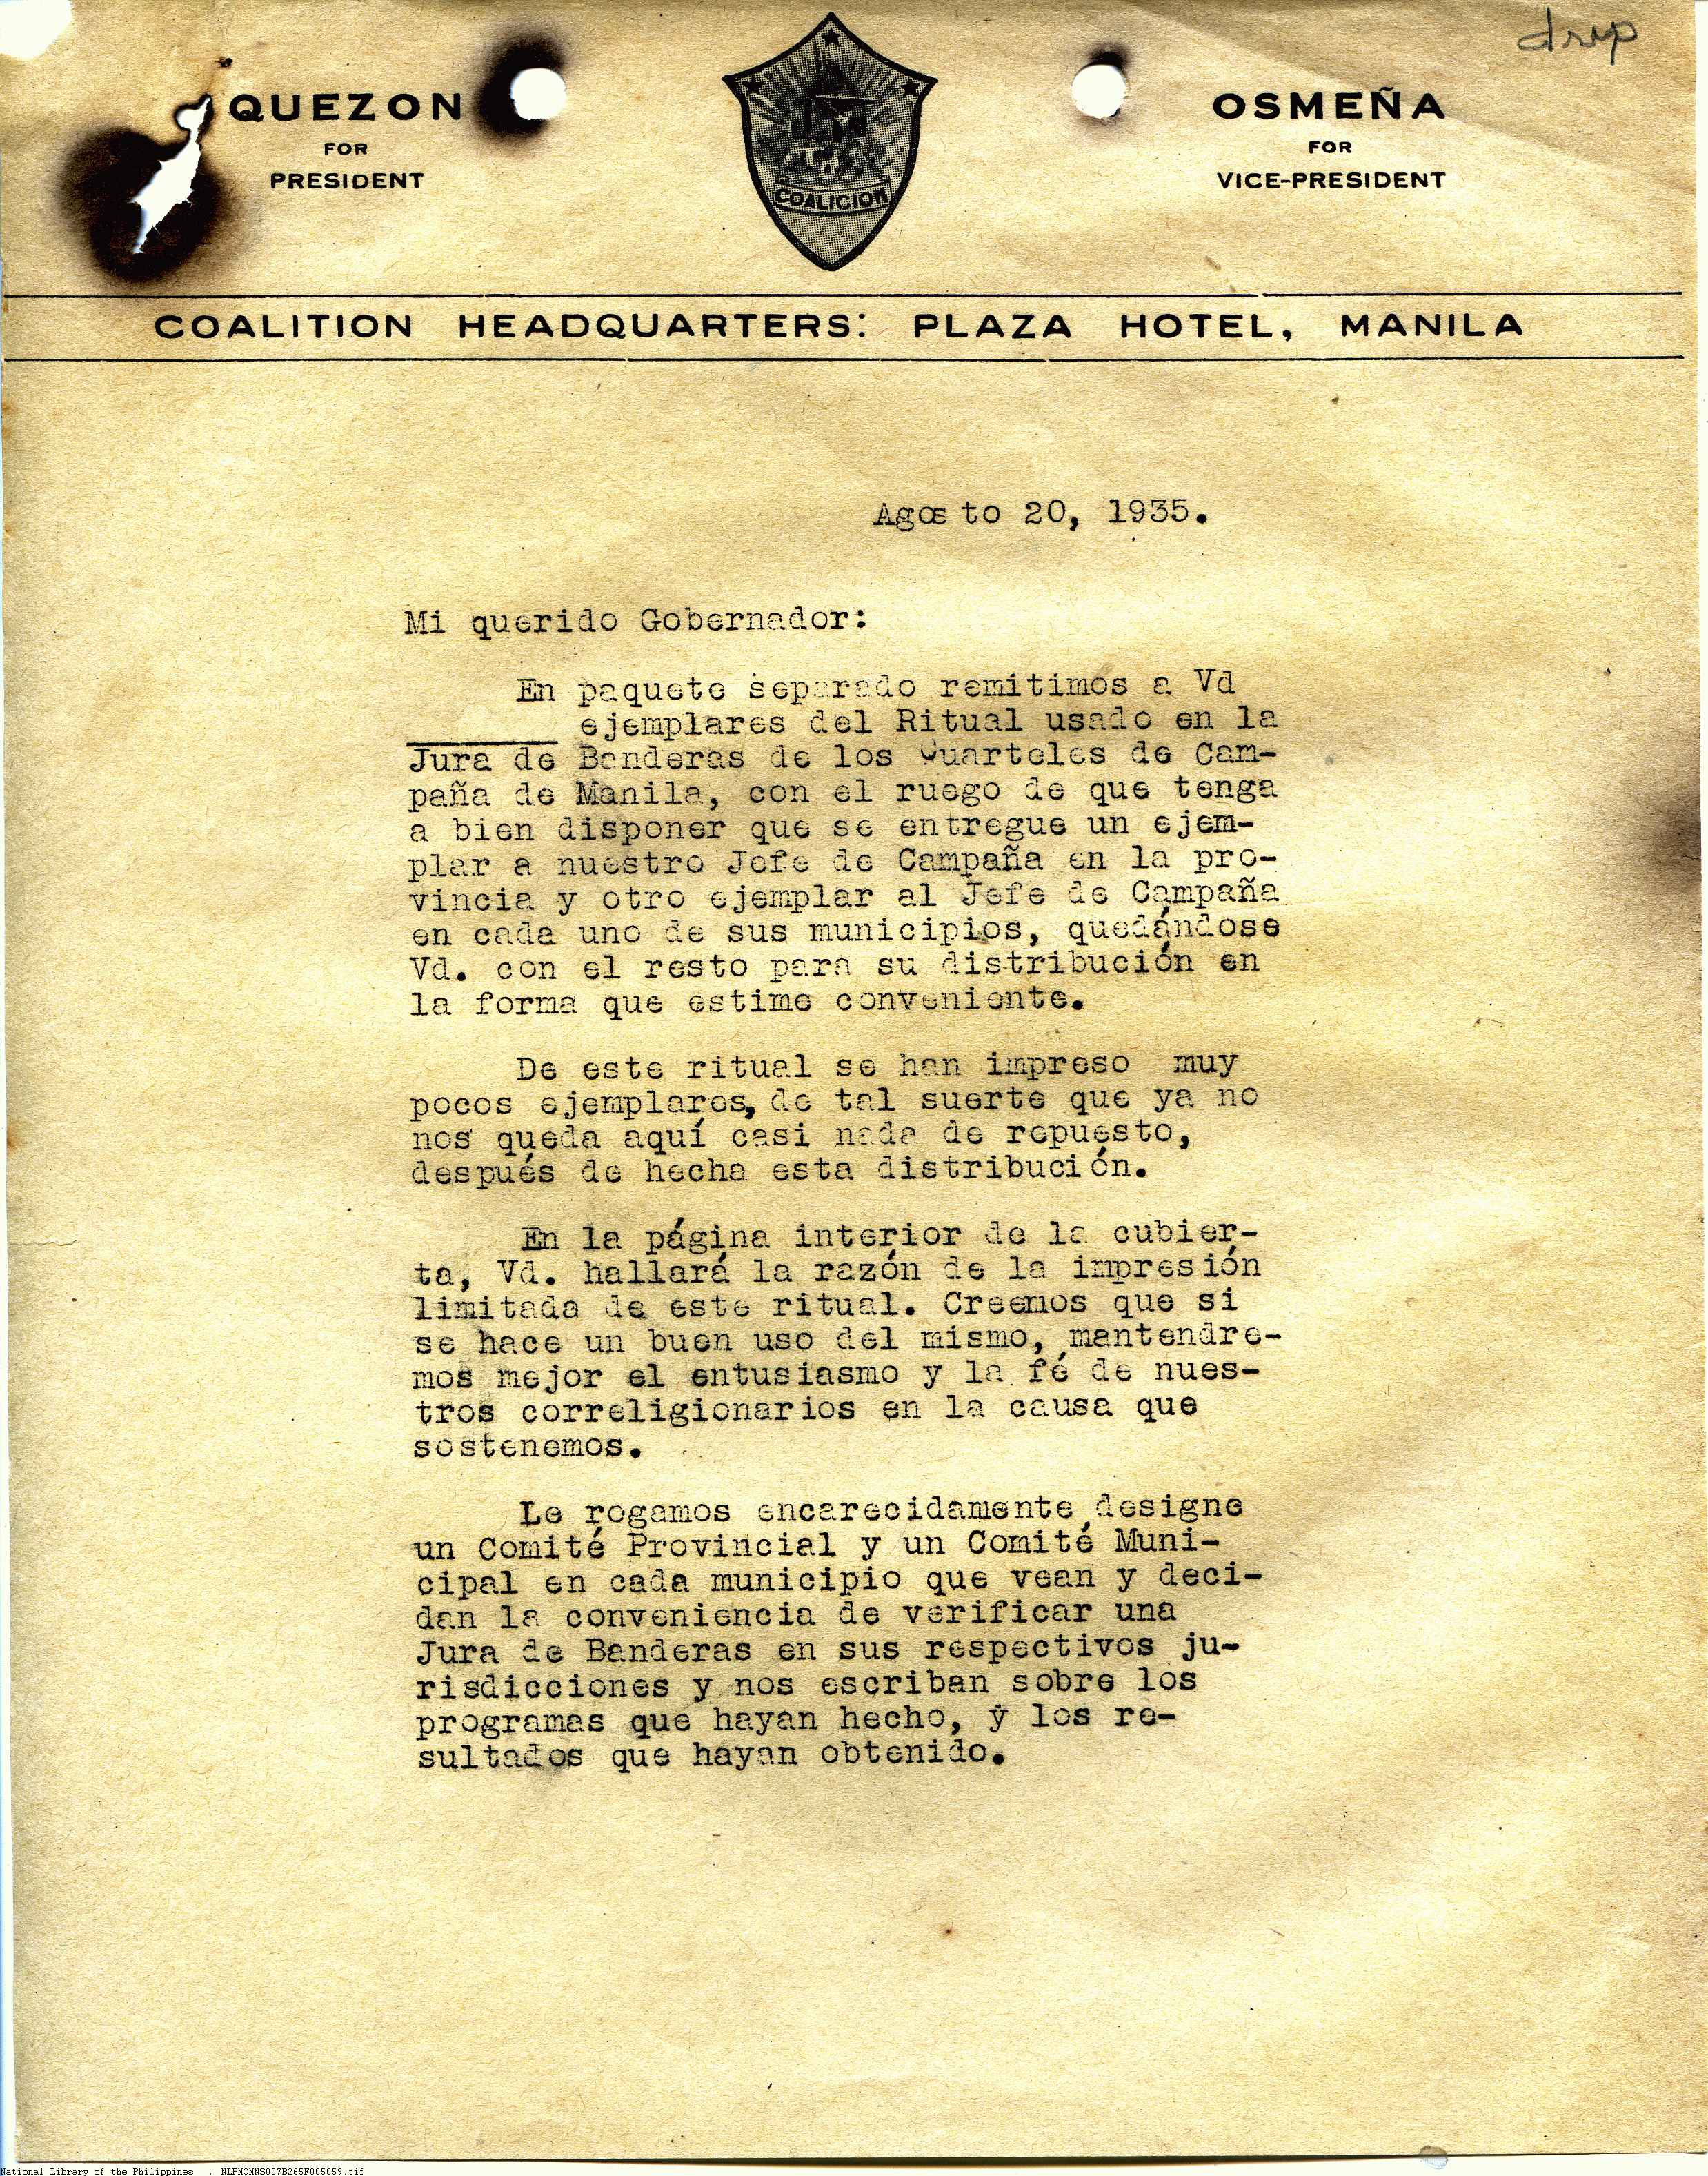 drip
QUEZON
FOR
PRESIDENT
COALICION
OSMEÑA
FOR
VICE-PRESIDENT
COALITION HEADQUARTERS: PLAZA HOTEL, MANILA
Agosto 20, 1935.
Mi querido Gobernador:
En paquete separado remitimos a Vd
_______ ejemplares del Ritual usado en la
Jura de Banderas de los Cuarteles de Cam-
paña de Manila, con el ruego de que tenga
a bien disponer que se entregue un ejem-
plar a nuestro Jefe de Campaña en la pro-
vincia y otro ejemplar al Jefe de Campaña
en cada uno de sus municipios, quedándose
Vd. con el resto para su distribución en
la forma que estime conveniente.
De este ritual se han impreso muy
pocos ejemplares, de tal suerte que ya no
nos queda aquí casi nada de repuesto,
después de hecha esta distribución.
En la página interior de la cubier-
ta, Vd. hallará la razón de la impresión
limitada de este ritual. Creemos que si
se hace un buen uso del mismo, mantendre-
mos mejor el entusiasmo y la fé de nues-
tros correligionarios en la causa que
sostenemos.
Le rogamos encarecidamente designe
un Comité Provincial y un Comité Muni-
cipal en cada municipio que vean y deci-
dan la conveniencia de verificar una
Jura de Banderas en sus respectivos ju-
risdicciones y nos escriban sobre los
programas que hayan hecho, y los re-
sultados que hayan obtenido.
National Library of the Philippines . NLPMQMNS007B265F005059.tif